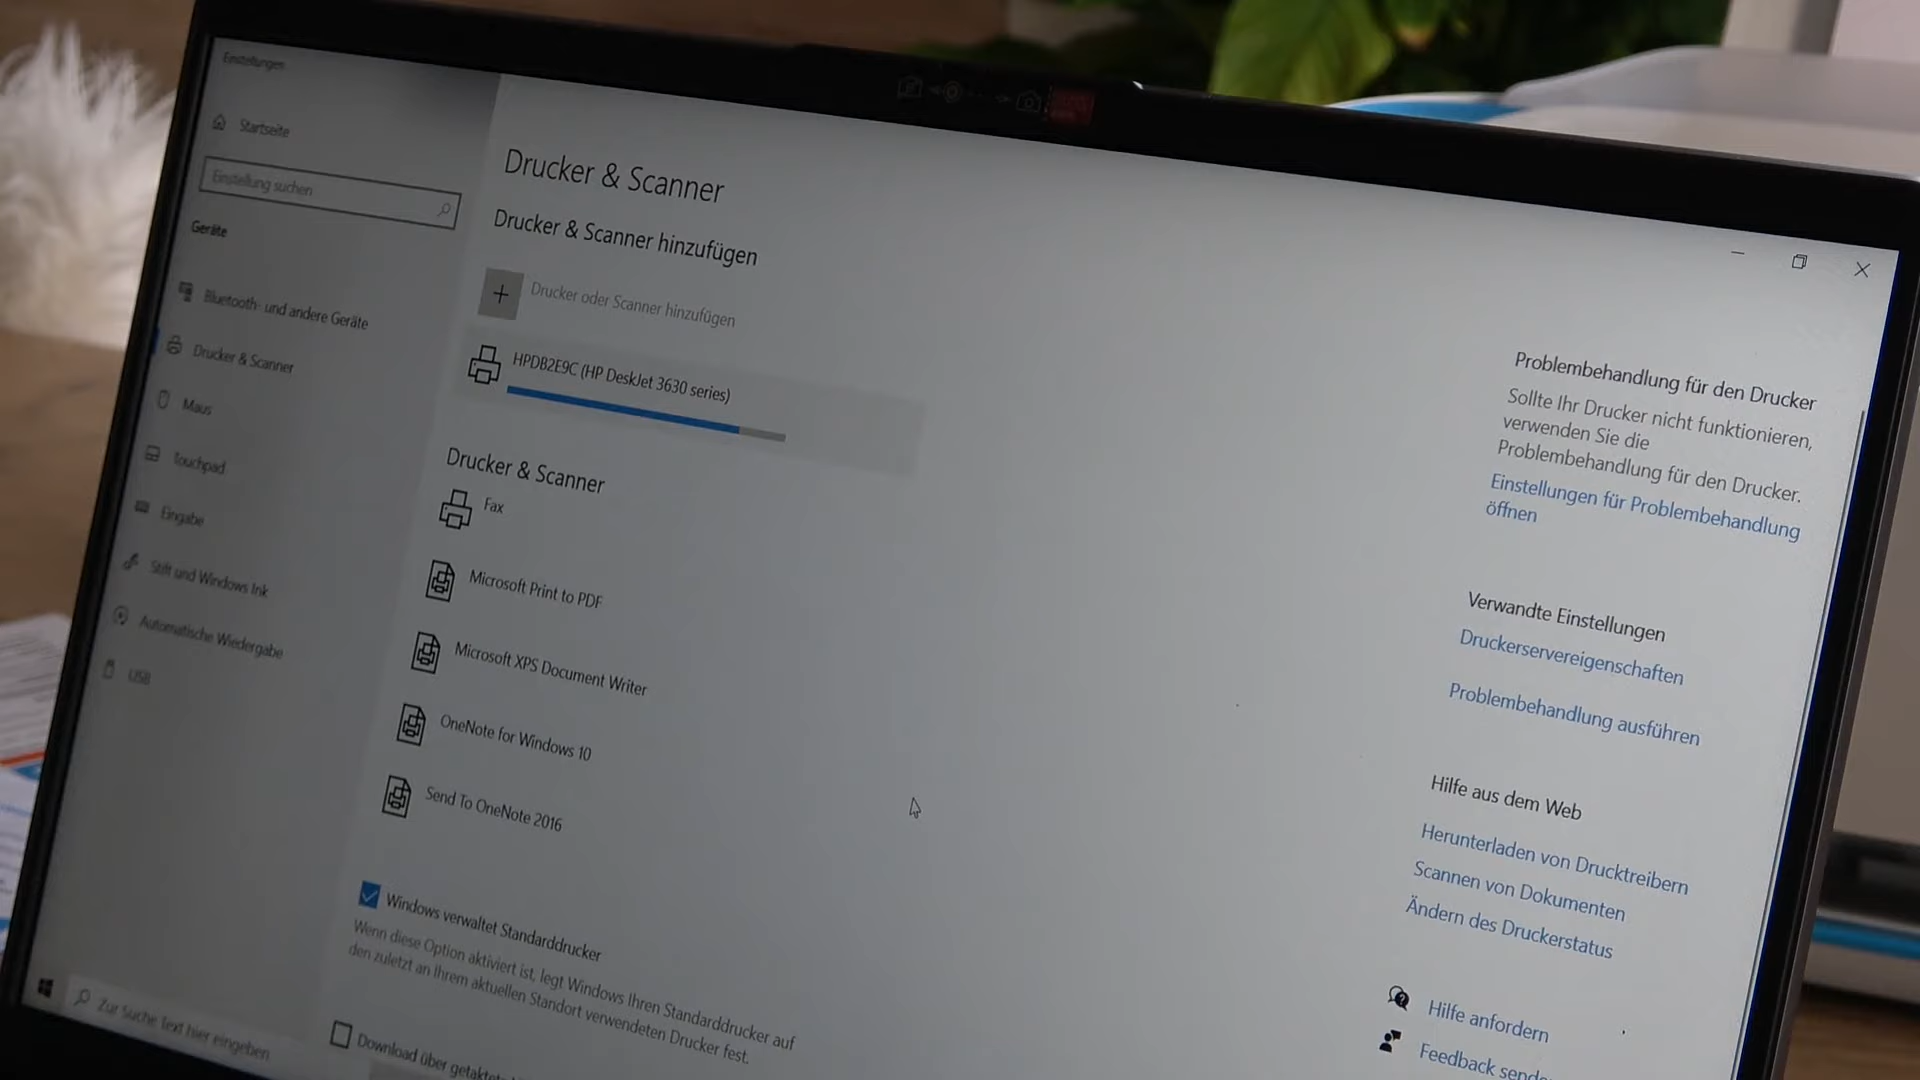 Einstellungen
Startseite
Einstellung suchen
Geräte
Bluetooth- und andere Geräte
Drucker & Scanner
Maus
Touchpad
Eingabe
Stift und Windows Ink
Automatische Wiedergabe
USB
Drucker & Scanner
Drucker & Scanner hinzufügen
Drucker oder Scanner hinzufügen
HPDB2E9C (HP DeskJet 3630 series)
Drucker & Scanner
Fax
Microsoft Print to PDF
Microsoft XPS Document Writer
OneNote for Windows 10
Send To OneNote 2016
Windows verwaltet Standarddrucker
Wenn diese Option aktiviert ist, legt Windows Ihren Standarddrucker auf
den zuletzt an Ihrem aktuellen Standort verwendeten Drucker fest.
Download über
Problembehandlung für den Drucker
Sollte Ihr Drucker nicht funktionieren,
verwenden Sie die
Problembehandlung für den Drucker.
Einstellungen für Problembehandlung
öffnen
Verwandte Einstellungen
Druckerservereigenschaften
Problembehandlung ausführen
Hilfe aus dem Web
Herunterladen von Drucktreibern
Scannen von Dokumenten
Ändern des Druckerstatus
Hilfe anfordern
Feedback
Zur Suche Text hier eingeben